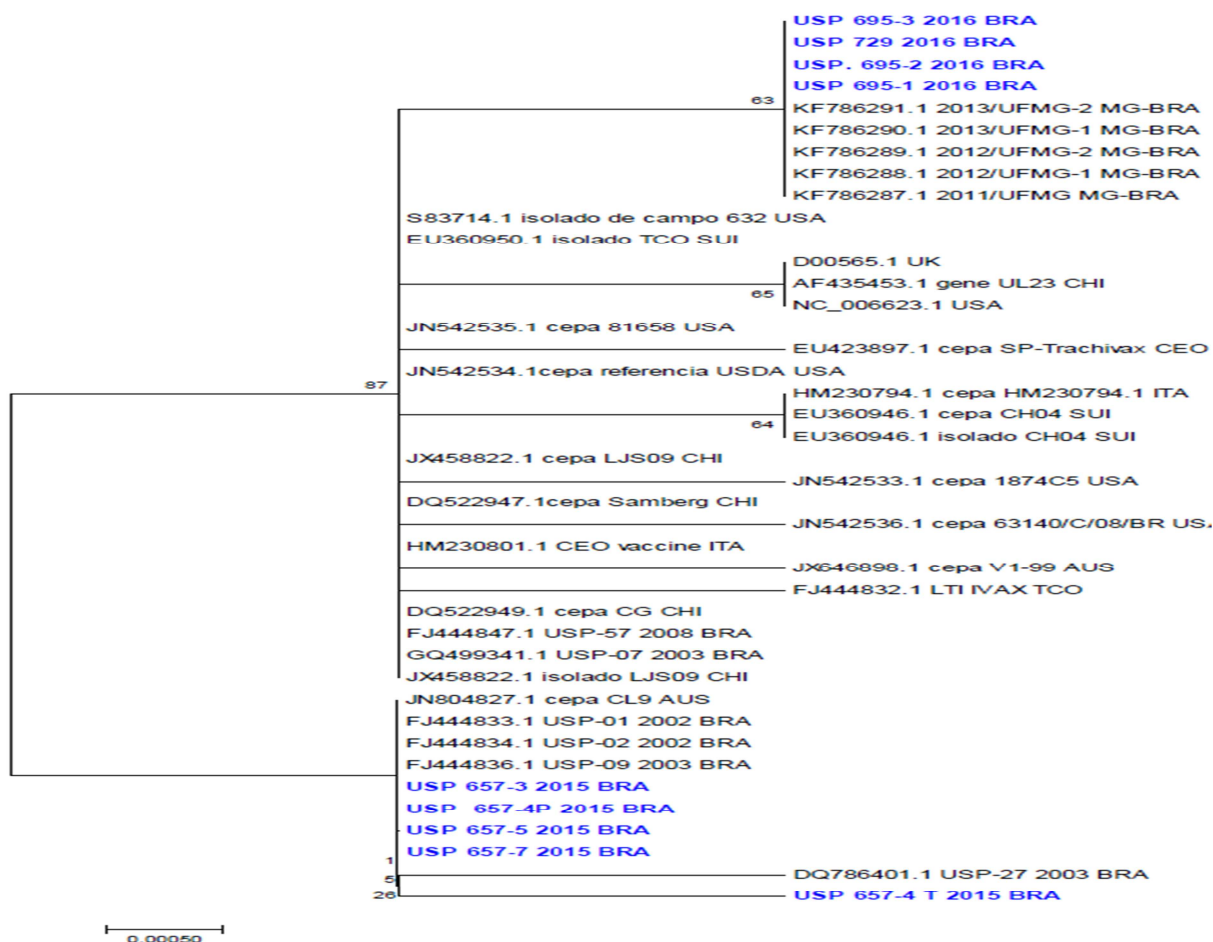 USP 695-3 2016 BRA
USP 729 2016 BRA
USP. 695-2 2016 BRA
USP 695-1 2016 BRA
63
KF786291.1 2013/UFMG-2 MG-BRA
KF786290.1 2013/UFMG-1 MG-BRA
KF786289.1 2012/UFMG-2 MG-BRA
KF786288.1 2012/UFMG-1 MG-BRA
KF786287.1 2011/UFMG MG-BRA
S83714.1 isolado de campo 632 USA
EU360950.1 isolado TCO SUI
D00565.1 UK
AF435453.1 gene UL23 CHI
65
NC_006623.1 USA
JN542535.1 cepa 81658 USA
EU423897.1 cepa SP-Trachivax CEO
JN542534.1cepa referencia USDA USA
87
HM230794.1 cepa HM230794.1 ITA
EU360946.1 cepa CH04 SUI
64
EU360946.1 isolado CH04 SUI
JX458822.1 cepa LJS09 CHI
JN542533.1 cepa 1874C5 USA
DQ522947.1cepa Samberg CHI
JN542536.1 cepa 63140/C/08/BR US
HM230801.1 CEO vaccine ITA
JX646898.1 cepa V1-99 AUS
FJ444832.1 LTI IVAX TCO
DQ522949.1 cepa CG CHI
FJ444847.1 USP-57 2008 BRA
GQ499341.1 USP-07 2003 BRA
JX458822.1 isolado LJS09 CHI
JN804827.1 cepa CL9 AUS
FJ444833.1 USP-01 2002 BRA
FJ444834.1 USP-02 2002 BRA
FJ444836.1 USP-09 2003 BRA
USP 657-3 2015 BRA
USP 657-4P 2015 BRA
USP 657-5 2015 BRA
USP 657-7 2015 BRA
1
DQ786401.1 USP-27 2003 BRA
5
26
USP 657-4 T 2015 BRA
0.00050